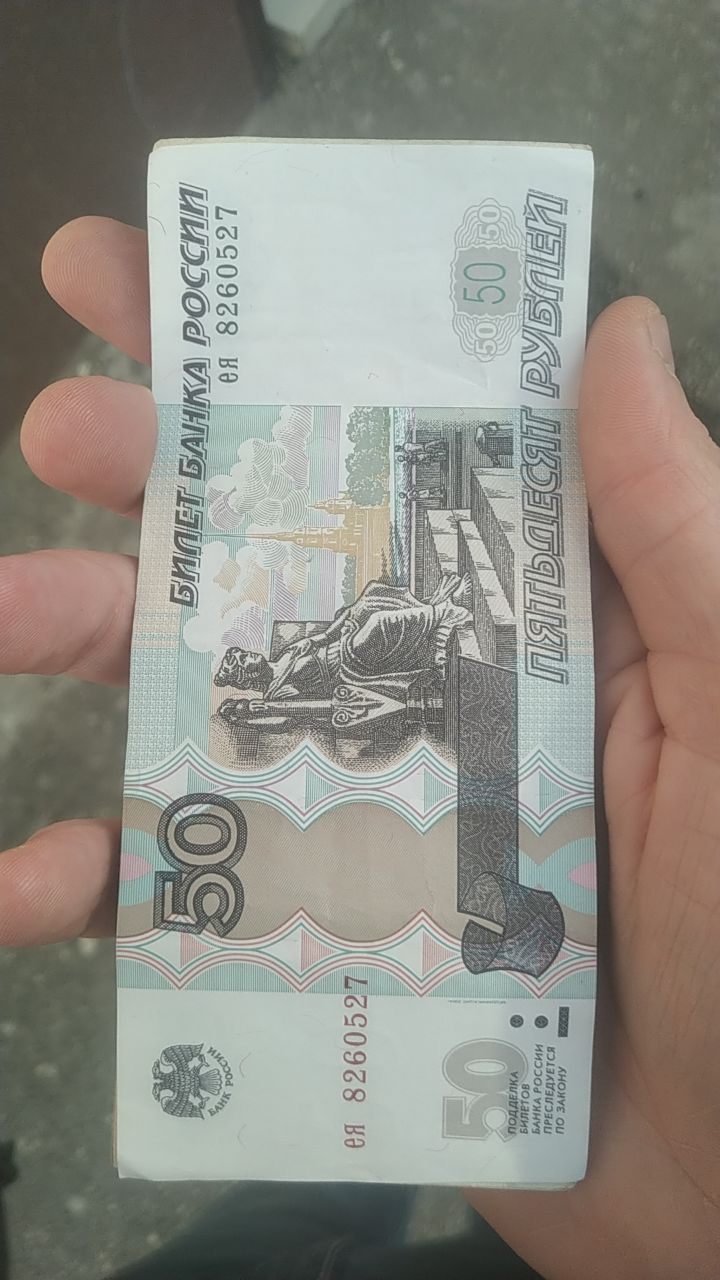 50
БИЛЕТ БАНКА РОССИИ
БАНК РОССИИ
ея 8260527
ея 8260527
50
50 50 50
ПОДДЕЛКА
БИЛЕТОВ
БАНКА РОССИИ
ПРЕСЛЕДУЕТСЯ
ПО ЗАКОНУ
ПЯТЬДЕСЯТ РУБЛЕЙ